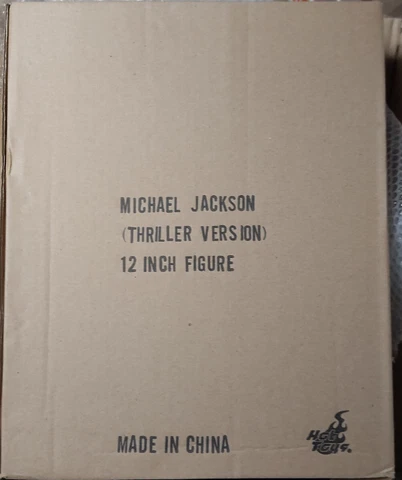 MICHAEL JACKSON
(THRILLER VERSION)
12 INCH FIGURE
MADE IN CHINA
Hot
Toys.